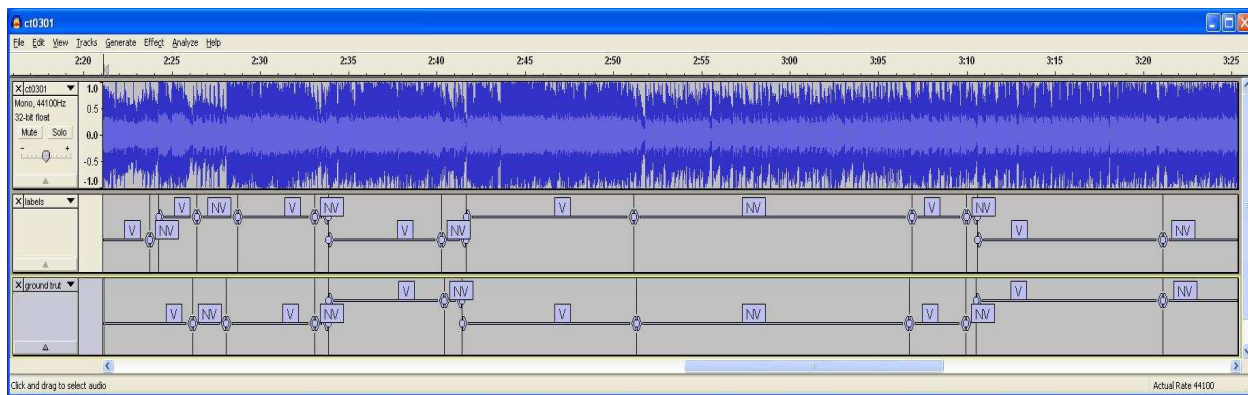 ct0301
File Edit View Tracks Generate Effect Analyze Help
2:20 2:25 2:30 2:35 2:40 2:45 2:50 2:55 3:00 3:05 3:10 3:15 3:20 3:25
X ct0301
Mono, 44100Hz
32-bit float
Mute Solo
- +
1.0
0.5
0.0
-0.5
-1.0
X labels
V NV V NV V NV V NV
V NV V NV V NV
X ground trut
V NV V NV
V NV V NV V NV V NV
Click and drag to select audio Actual Rate 44100